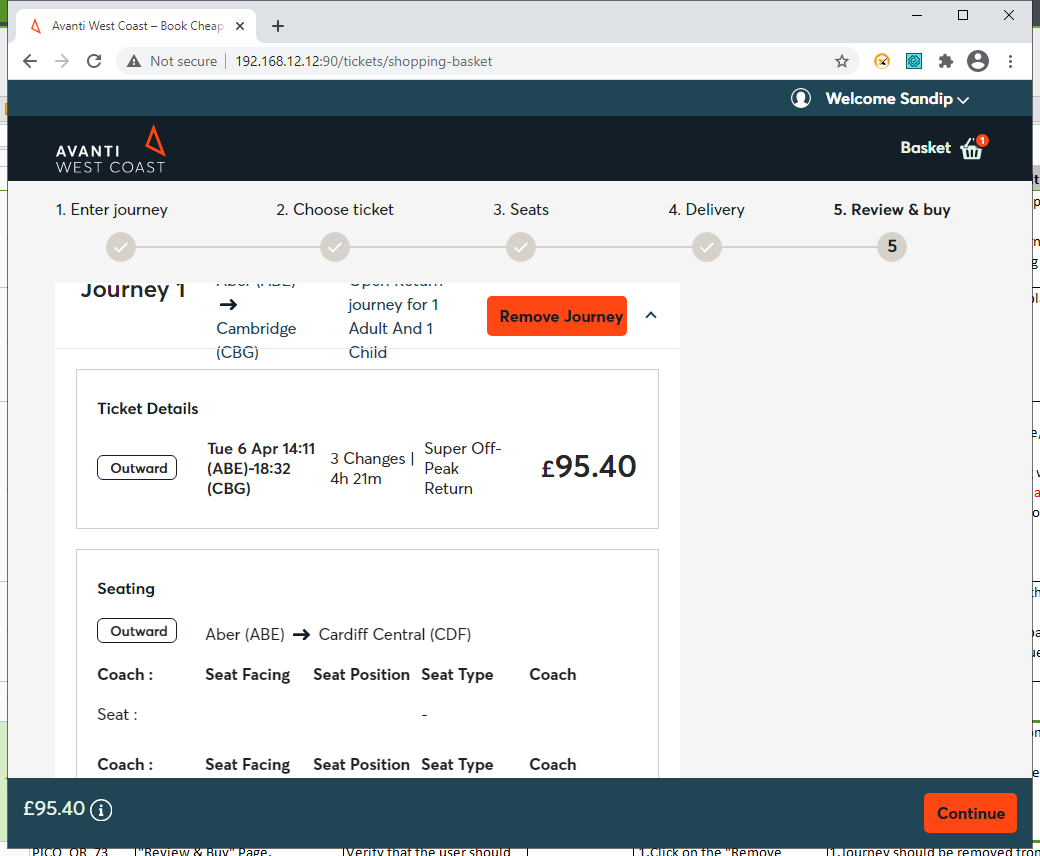 Avanti West Coast – Book Cheap
Not secure | 192.168.12.12:90/tickets/shopping-basket
Welcome Sandip
AVANTI
WEST COAST
Basket 1
1. Enter journey 2. Choose ticket 3. Seats 4. Delivery 5. Review & buy
5
Journey 1
Aber (ABE)
→
Cambridge
(CBG)
Open Return
journey for 1
Adult And 1
Child
Remove Journey
Ticket Details
Outward
Tue 6 Apr 14:11
(ABE)-18:32
(CBG)
3 Changes |
4h 21m
Super Off-
Peak
Return
£95.40
Seating
Outward
Aber (ABE) → Cardiff Central (CDF)
Coach : Seat Facing Seat Position Seat Type Coach
Seat : -
Coach : Seat Facing Seat Position Seat Type Coach
£95.40
Continue
PICO_OR_73 "Review & Buy" Page. Verify that the user should 1.Click on the "Remove 1.Journey should be removed from